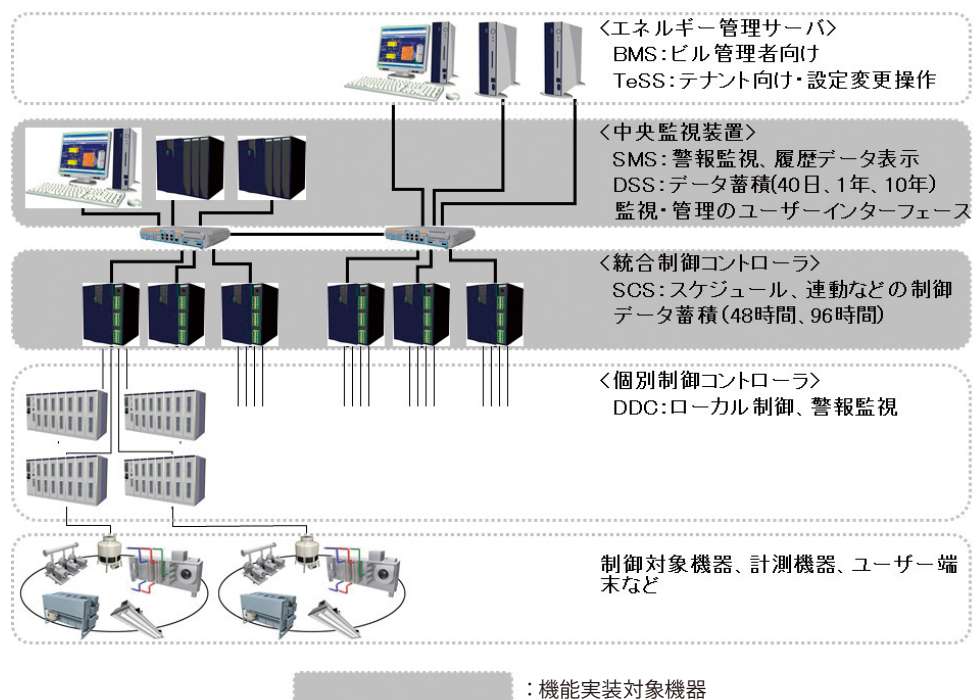 〈エネルギー管理サーバ〉
BMS:ビル管理者向け
TeSS:テナント向け・設定変更操作
〈中央監視装置〉
SMS:警報監視、履歴データ表示
DSS:データ蓄積(40日、1年、10年)
監視・管理のユーザーインターフェース
〈統合制御コントローラ〉
SCS:スケジュール、連動などの制御
データ蓄積(48時間、96時間)
〈個別制御コントローラ〉
DDC:ローカル制御、警報監視
制御対象機器、計測機器、ユーザー端
末など
:機能実装対象機器